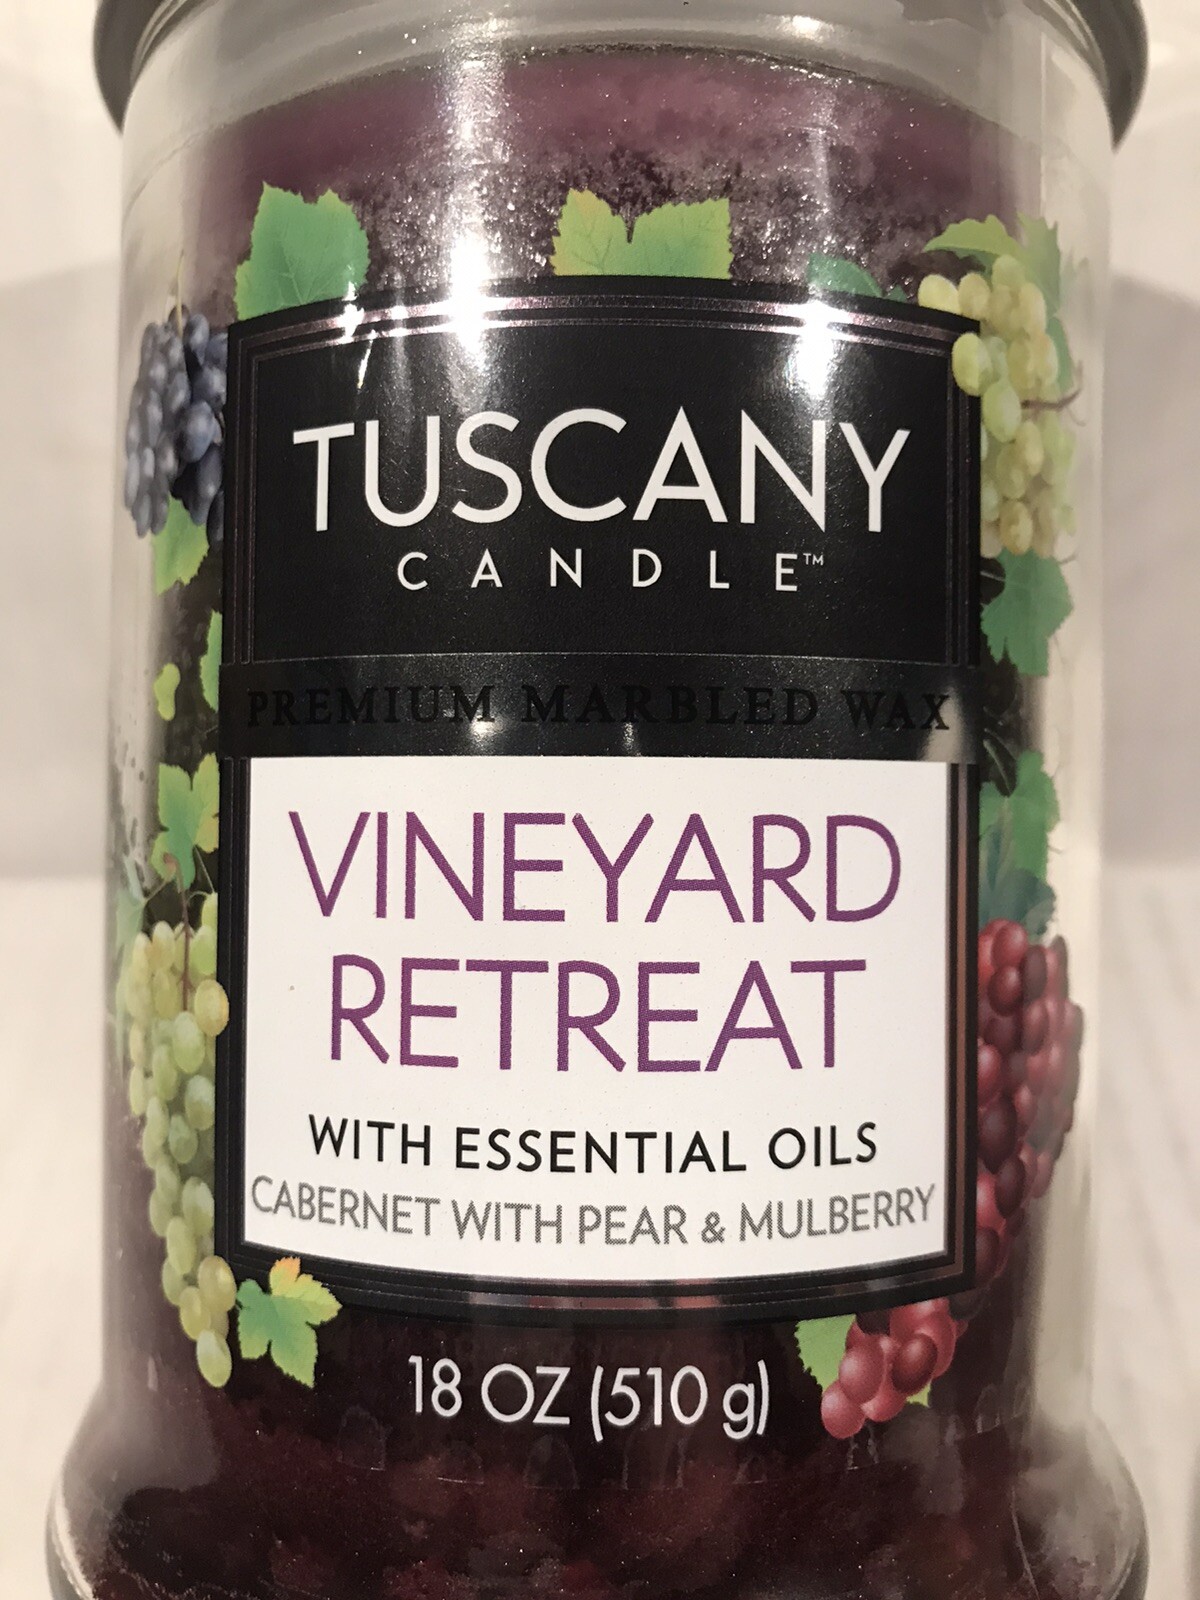 TUSCANY
CANDLE™
PREMIUM MARBLED WAX
VINEYARD
RETREAT
WITH ESSENTIAL OILS
CABERNET WITH PEAR & MULBERRY
18 OZ (510 g)